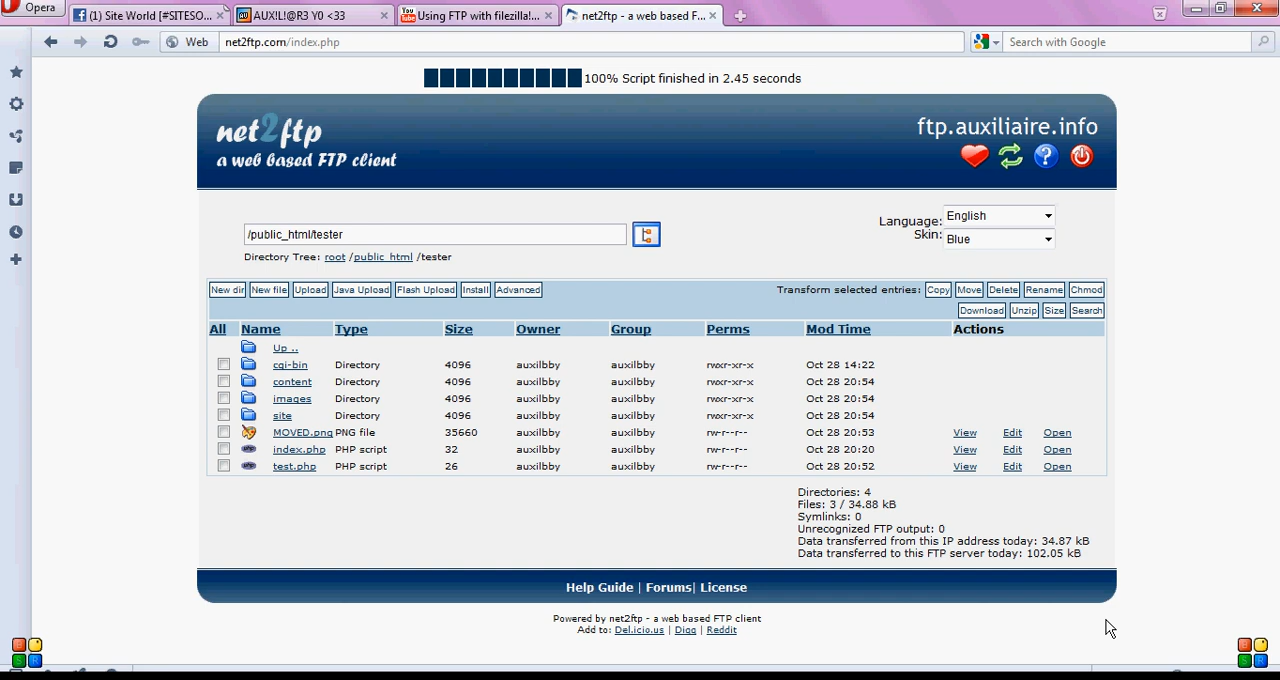 Opera
(1) Site World [#SITESO...
AUX!L!@R3 Y0 <33
Using FTP with filezilla!...
net2ftp - a web based F...
Web
net2ftp.com/index.php
Search with Google
100% Script finished in 2.45 seconds
net2ftp
a web based FTP client
ftp.auxiliaire.info
/public_html/tester
Language: English
Skin: Blue
Directory Tree: root /public_html /tester
New dir New file Upload Java Upload Flash Upload Install Advanced Transform selected entries: Copy Move Delete Rename Chmod
Download Unzip Size Search
All Name Type Size Owner Group Perms Mod Time Actions
Up ..
cgi-bin Directory 4096 auxilbby auxilbby rwxr-xr-x Oct 28 14:22
content Directory 4096 auxilbby auxilbby rwxr-xr-x Oct 28 20:54
images Directory 4096 auxilbby auxilbby rwxr-xr-x Oct 28 20:54
site Directory 4096 auxilbby auxilbby rwxr-xr-x Oct 28 20:54
MOVED.png PNG file 35660 auxilbby auxilbby rw-r--r-- Oct 28 20:53 View Edit Open
index.php PHP script 32 auxilbby auxilbby rw-r--r-- Oct 28 20:20 View Edit Open
test.php PHP script 26 auxilbby auxilbby rw-r--r-- Oct 28 20:52 View Edit Open
Directories: 4
Files: 3 / 34.88 kB
Symlinks: 0
Unrecognized FTP output: 0
Data transferred from this IP address today: 34.87 kB
Data transferred to this FTP server today: 102.05 kB
Help Guide | Forums| License
Powered by net2ftp - a web based FTP client
Add to: Del.icio.us | Digg | Reddit